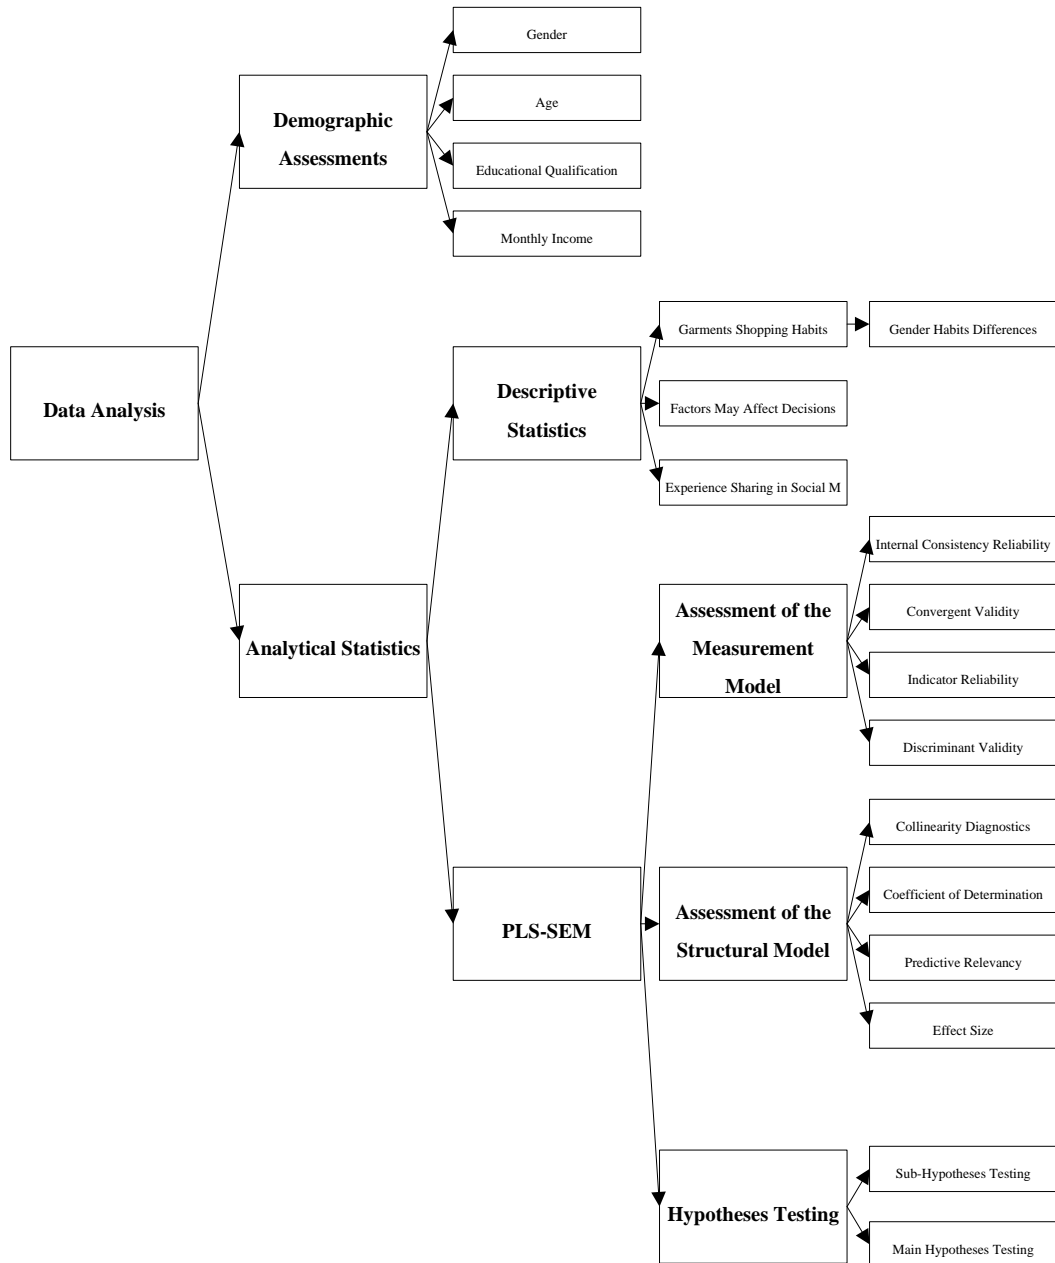 Gender
Demographic
Assessments
Age
Educational Qualification
Monthly Income
Data Analysis
Descriptive
Statistics
Garments Shopping Habits
Gender Habits Differences
Factors May Affect Decisions
Experience Sharing in Social M
Analytical Statistics
Assessment of the
Measurement
Model
Internal Consistency Reliability
Convergent Validity
Indicator Reliability
Discriminant Validity
PLS-SEM
Assessment of the
Structural Model
Collinearity Diagnostics
Coefficient of Determination
Predictive Relevancy
Effect Size
Hypotheses Testing
Sub-Hypotheses Testing
Main Hypotheses Testing